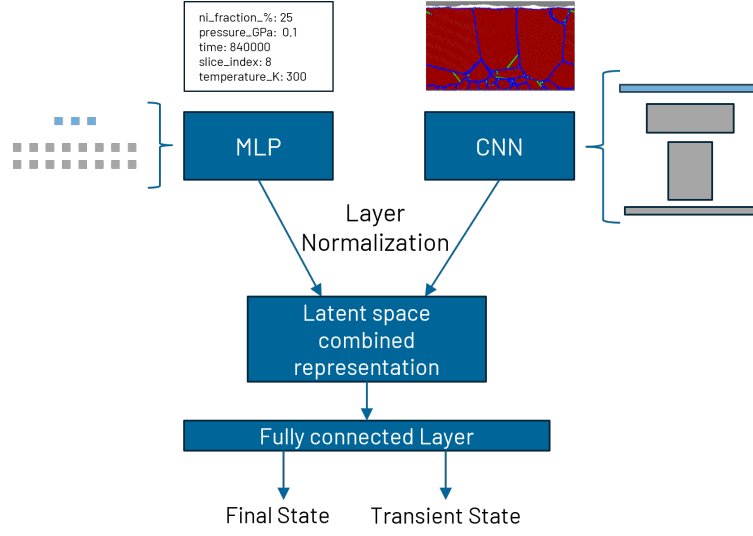 ni_fraction_%: 25
pressure_GPa: 0.1
time: 840000
slice_index: 8
temperature_K: 300
MLP
CNN
Layer
Normalization
Latent space
combined
representation
Fully connected Layer
Final State
Transient State